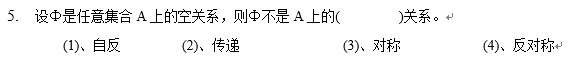 5. 设Φ是任意集合 A 上的空关系，则Φ不是 A 上的( )关系。↵
(1)、自反 (2)、传递 (3)、对称 (4)、反对称↵